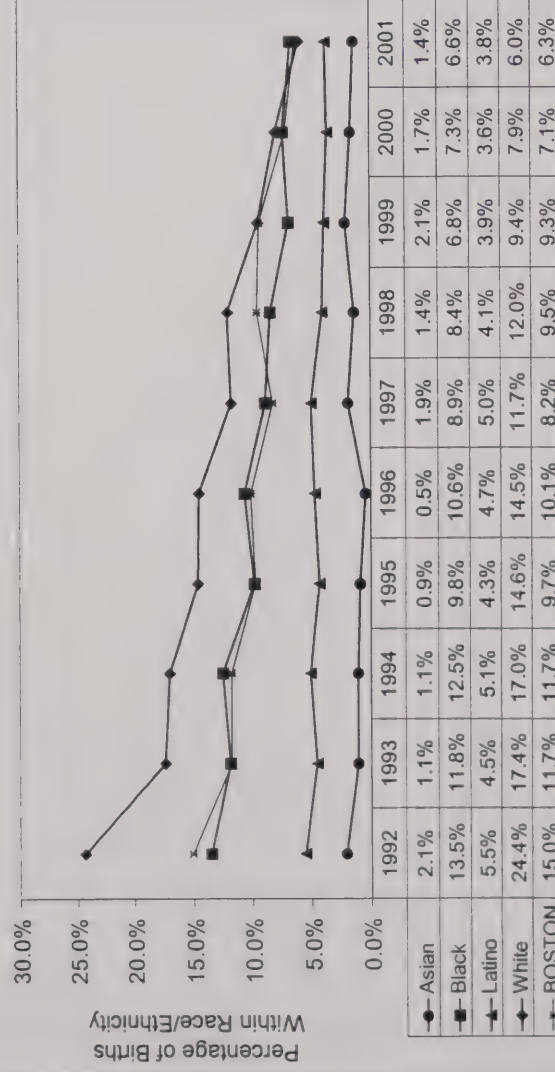 30.0%
25.0%
20.0%
15.0%
10.0%
5.0%
0.0%
Percentage of Births
Within Race/Ethnicity
1992 1993 1994 1995 1996 1997 1998 1999 2000 2001
Asian 2.1% 1.1% 1.1% 0.9% 0.5% 1.9% 1.4% 2.1% 1.7% 1.4%
Black 13.5% 11.8% 12.5% 9.8% 10.6% 8.9% 8.4% 6.8% 7.3% 6.6%
Latino 5.5% 4.5% 5.1% 4.3% 4.7% 5.0% 4.1% 3.9% 3.6% 3.8%
White 24.4% 17.4% 17.0% 14.6% 14.5% 11.7% 12.0% 9.4% 7.9% 6.0%
BOSTON 15.0% 11.7% 11.7% 9.7% 10.1% 8.2% 9.5% 9.3% 7.1% 6.3%